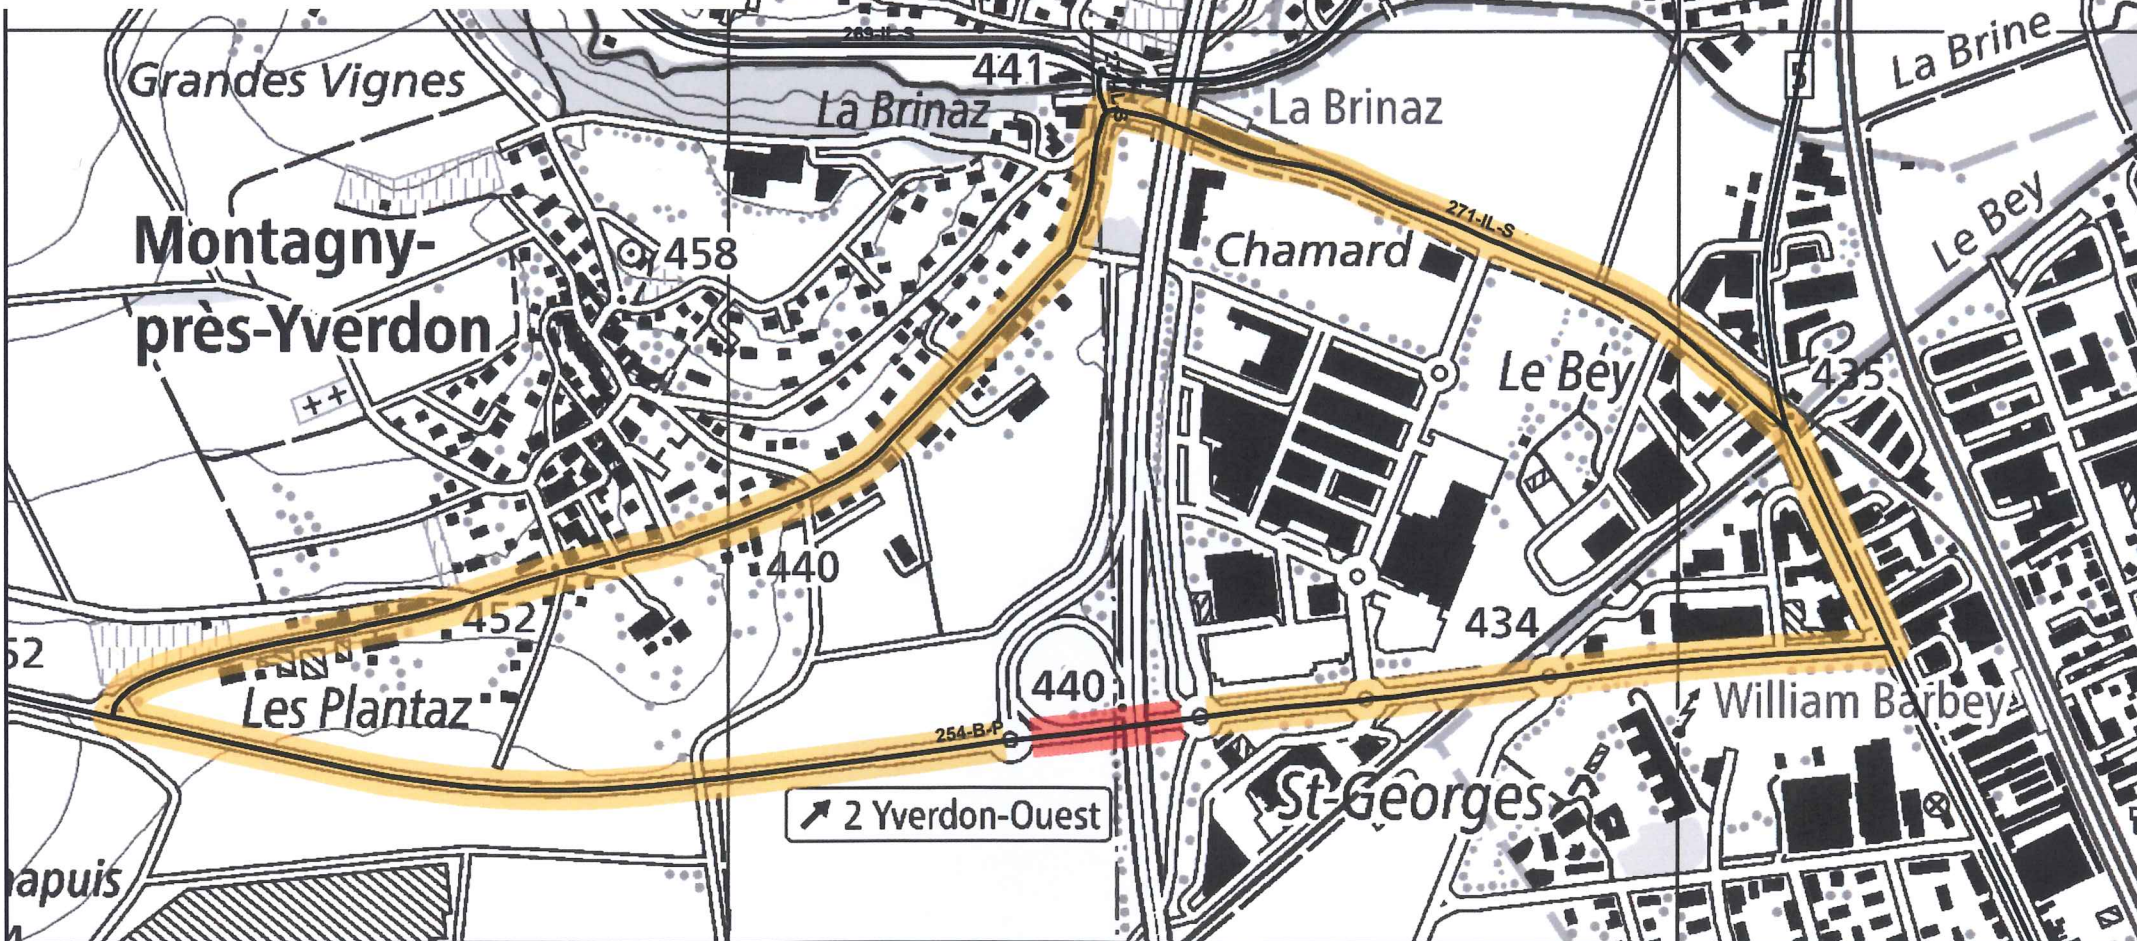 269-IL-S
La Brine
Grandes Vignes
441
5
La Brinaz
La Brinaz
Le Bey
271-IL-S
Montagny-
458
Chamard
près-Yverdon
Le Bey
435
440
452
434
52
440
Les Plantaz
William Barbey
254-B-P
2 Yverdon-Ouest
St-Georges
apuis